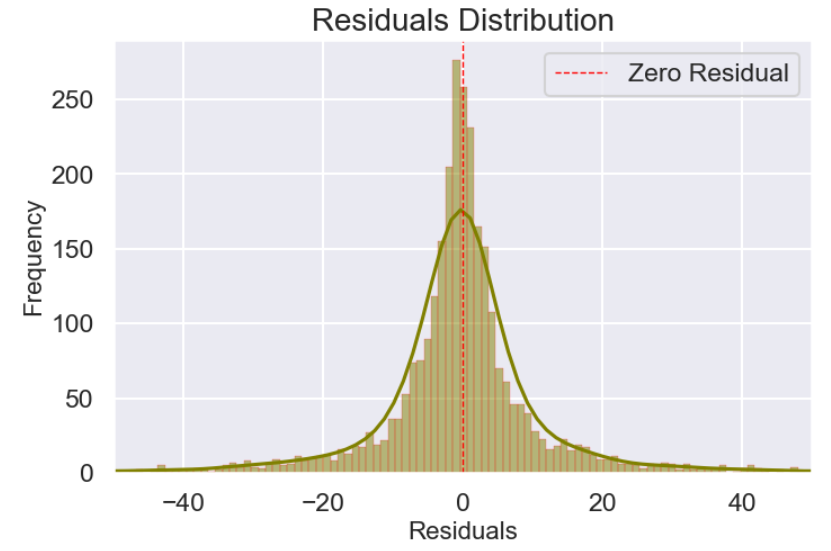 Residuals Distribution
Zero Residual
Frequency
250
200
150
100
50
0
−40
−20
0
20
40
Residuals